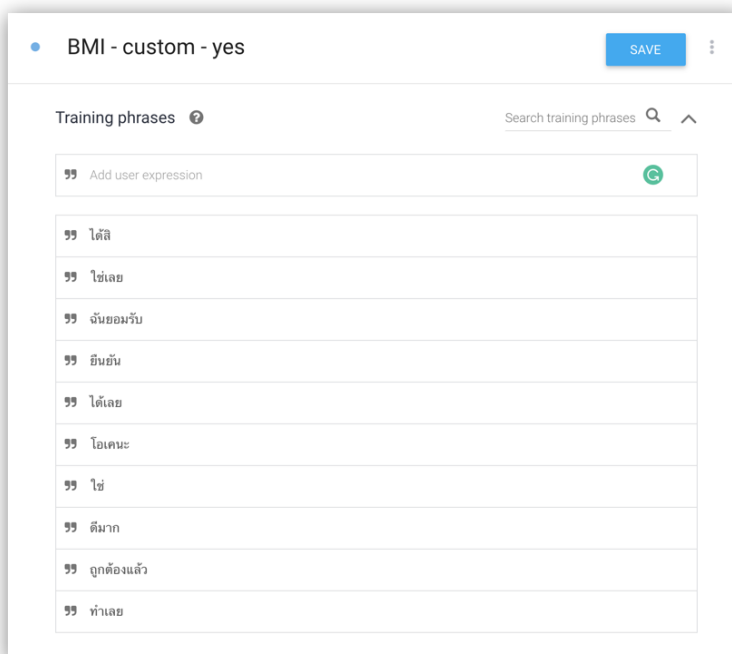 BMI - custom - yes
SAVE
Training phrases
Search training phrases
Add user expression
ได้สิ
ใช่เลย
ฉันยอมรับ
ยืนยัน
ได้เลย
โอเคนะ
ใช่
ดีมาก
ถูกต้องแล้ว
ทำเลย